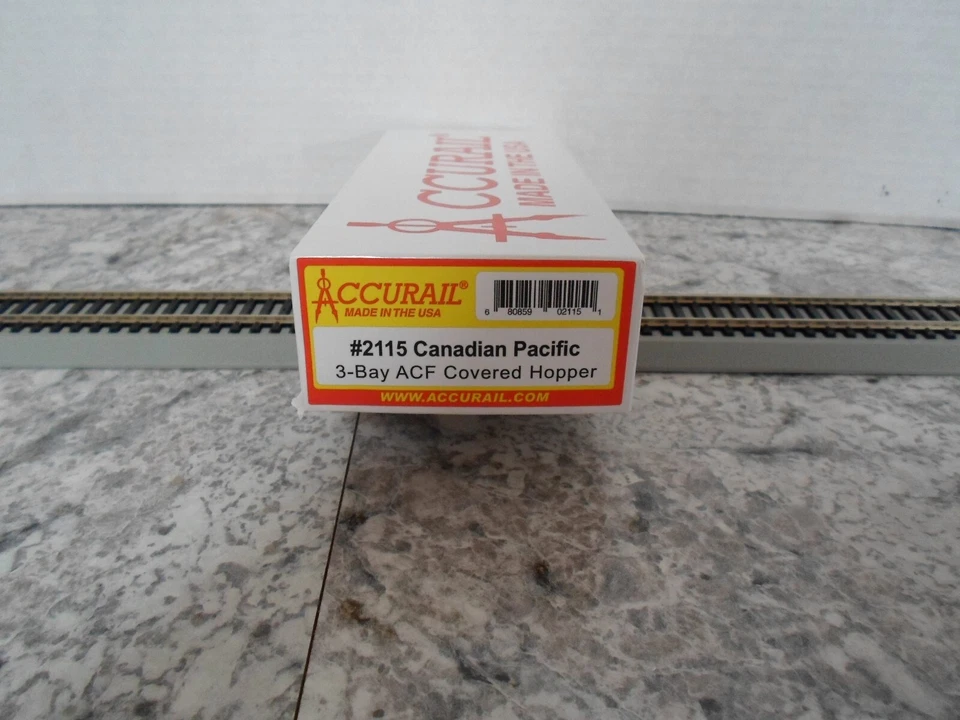 ACCURAIL
MADE IN THE USA
ACCURAIL®
MADE IN THE USA
6 80859 02115 1
#2115 Canadian Pacific
3-Bay ACF Covered Hopper
WWW.ACCURAIL.COM